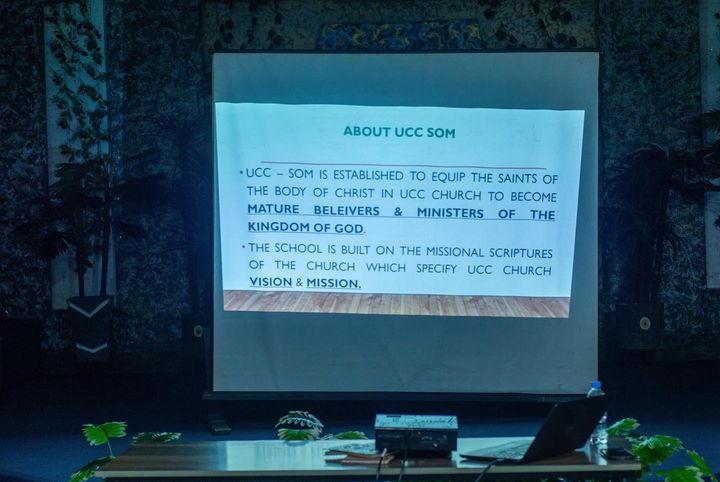 ABOUT UCC SOM
• UCC – SOM IS ESTABLISHED TO EQUIP THE SAINTS OF
THE BODY OF CHRIST IN UCC CHURCH TO BECOME
MATURE BELEIVERS & MINISTERS OF THE
KINGDOM OF GOD.
• THE SCHOOL IS BUILT ON THE MISSIONAL SCRIPTURES
OF THE CHURCH WHICH SPECIFY UCC CHURCH
VISION & MISSION.